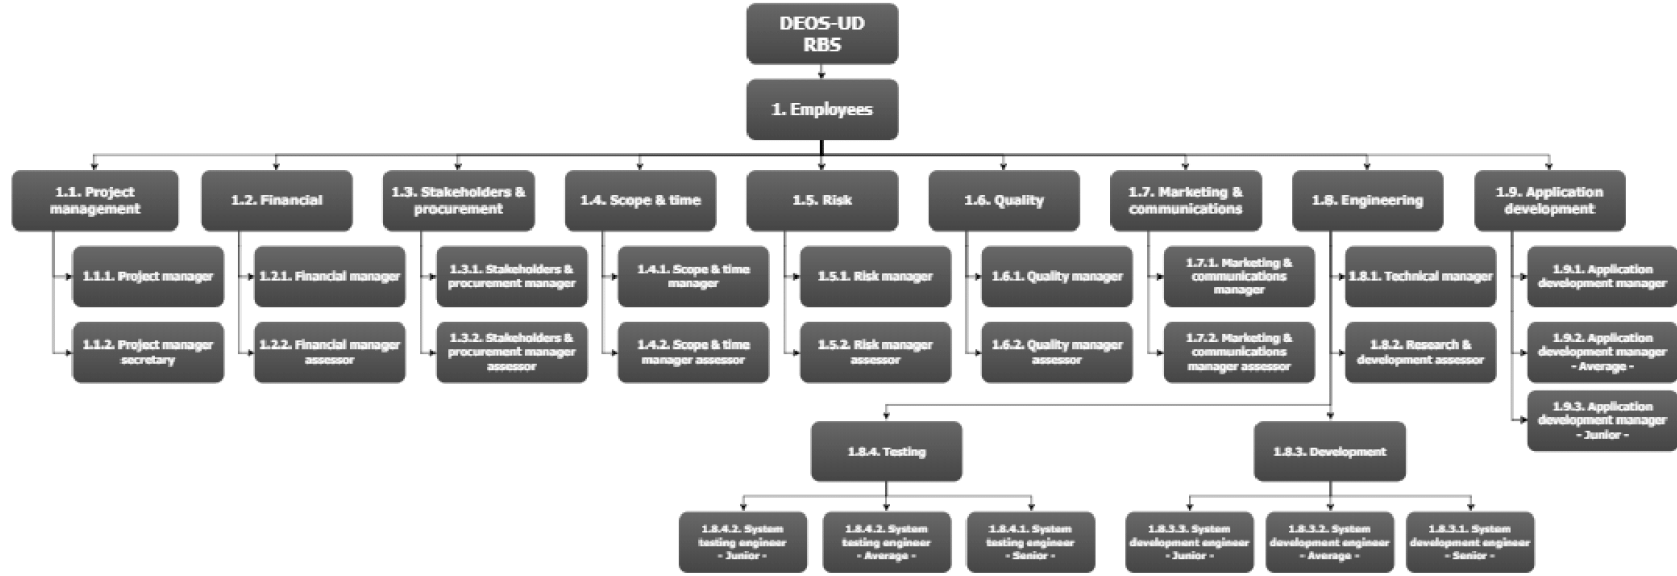 DEOS-UD
RBS
1. Employees
1.1. Project
management
1.2. Financial
1.3. Stakeholders &
procurement
1.4. Scope & time
1.5. Risk
1.6. Quality
1.7. Marketing &
communications
1.8. Engineering
1.9. Application
development
1.1.1. Project manager
1.2.1. Financial manager
1.3.1. Stakeholders &
procurement manager
1.4.1. Scope & time
manager
1.5.1. Risk manager
1.6.1. Quality manager
1.7.1. Marketing &
communications
manager
1.8.1. Technical manager
1.9.1. Application
development manager
1.1.2. Project manager
secretary
1.2.2. Financial manager
assessor
1.3.2. Stakeholders &
procurement manager
assessor
1.4.2. Scope & time
manager assessor
1.5.2. Risk manager
assessor
1.6.2. Quality manager
assessor
1.7.2. Marketing &
communications
manager assessor
1.8.2. Research &
development assessor
1.9.2. Application
development manager
- Average -
1.9.3. Application
development manager
- Junior -
1.8.4. Testing
1.8.3. Development
1.8.4.2. System
testing engineer
- Junior -
1.8.4.2. System
testing engineer
- Average -
1.8.4.1. System
testing engineer
- Senior -
1.8.3.3. System
development engineer
- Junior -
1.8.3.2. System
development engineer
- Average -
1.8.3.1. System
development engineer
- Senior -